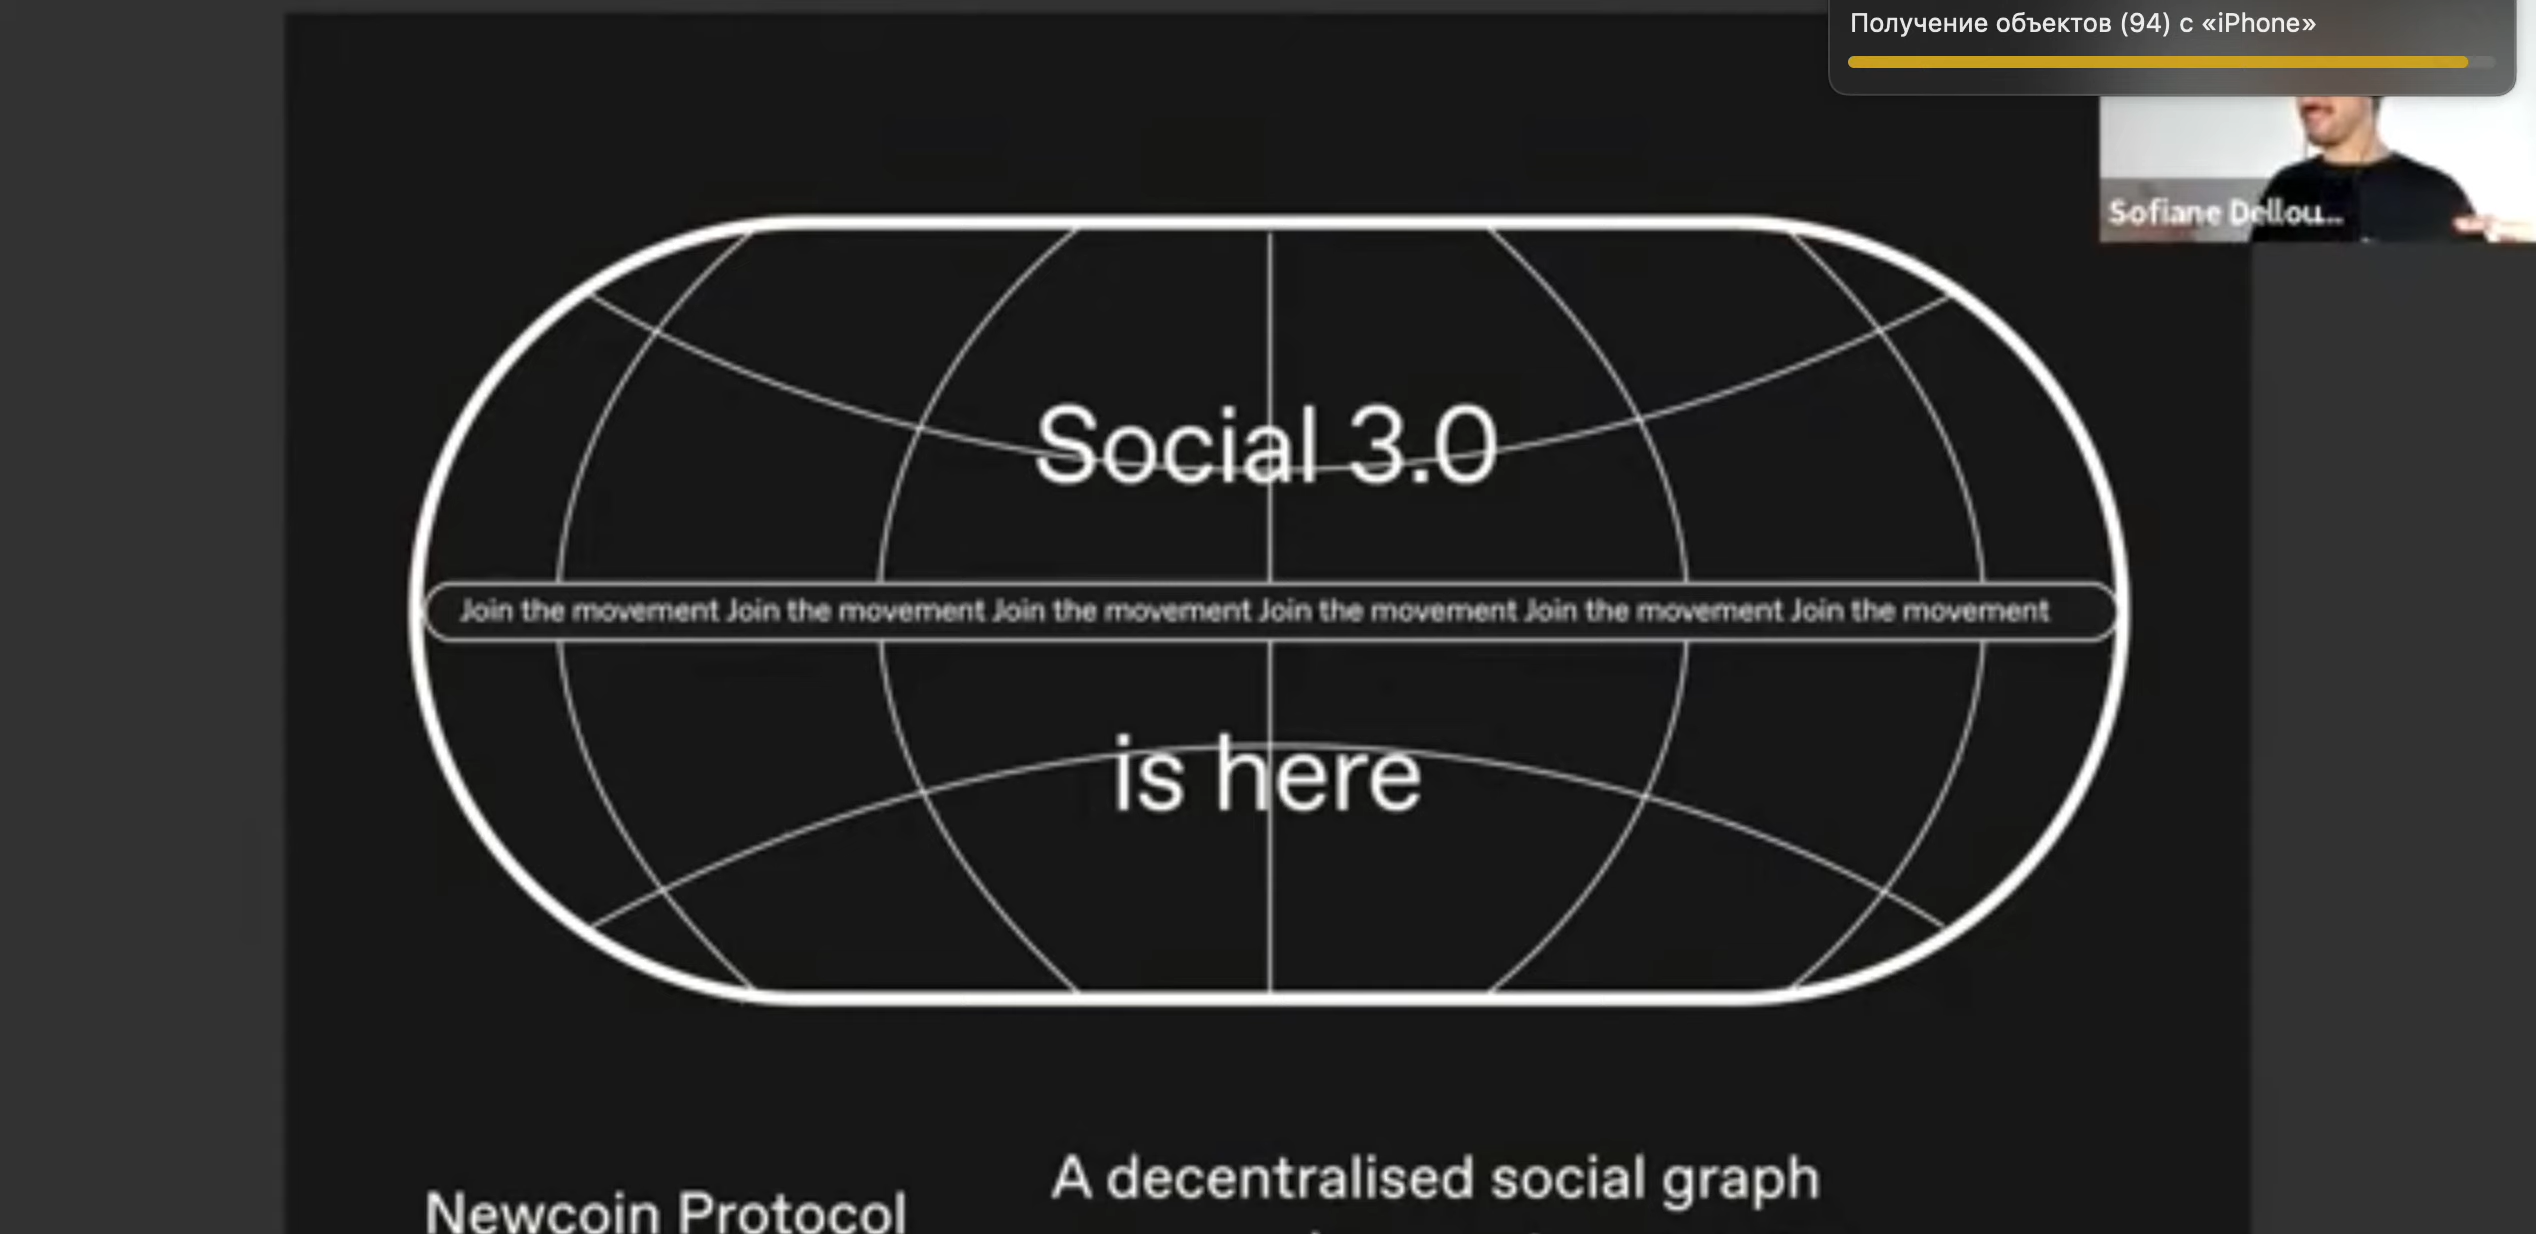 Получение объектов (94) с «iPhone»
Sofiane Dellou...
Social 3.0
Join the movement Join the movement Join the movement Join the movement Join the movement Join the movement
is here
A decentralised social graph
Newcoin Protocol